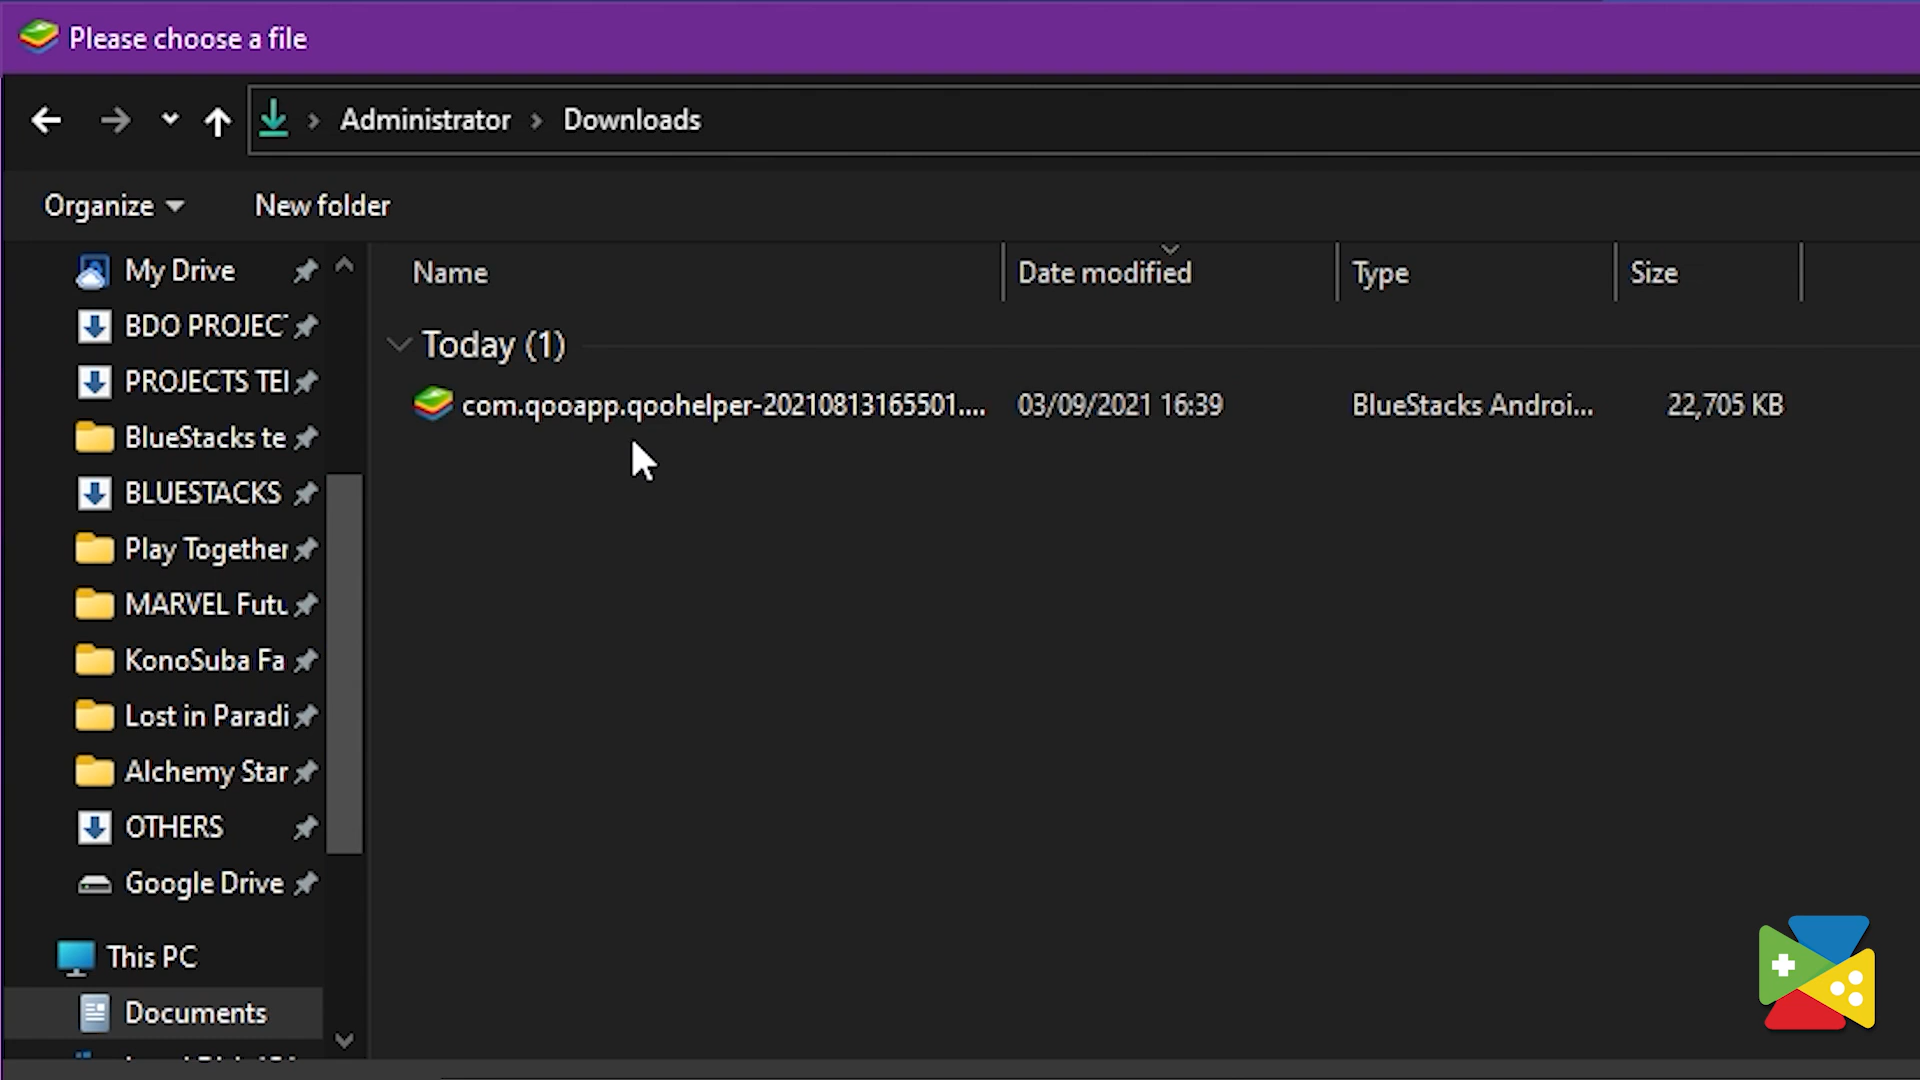 Please choose a file
Administrator > Downloads
Organize
New folder
Name
Date modified
Type
Size
Today (1)
com.qooapp.qoohelper-20210813165501.... 03/09/2021 16:39 BlueStacks Androi... 22,705 KB
My Drive
BDO PROJECT
PROJECTS TEI
BlueStacks te
BLUESTACKS
Play Together
MARVEL Futu
KonoSuba Fa
Lost in Paradi
Alchemy Star
OTHERS
Google Drive
This PC
Documents